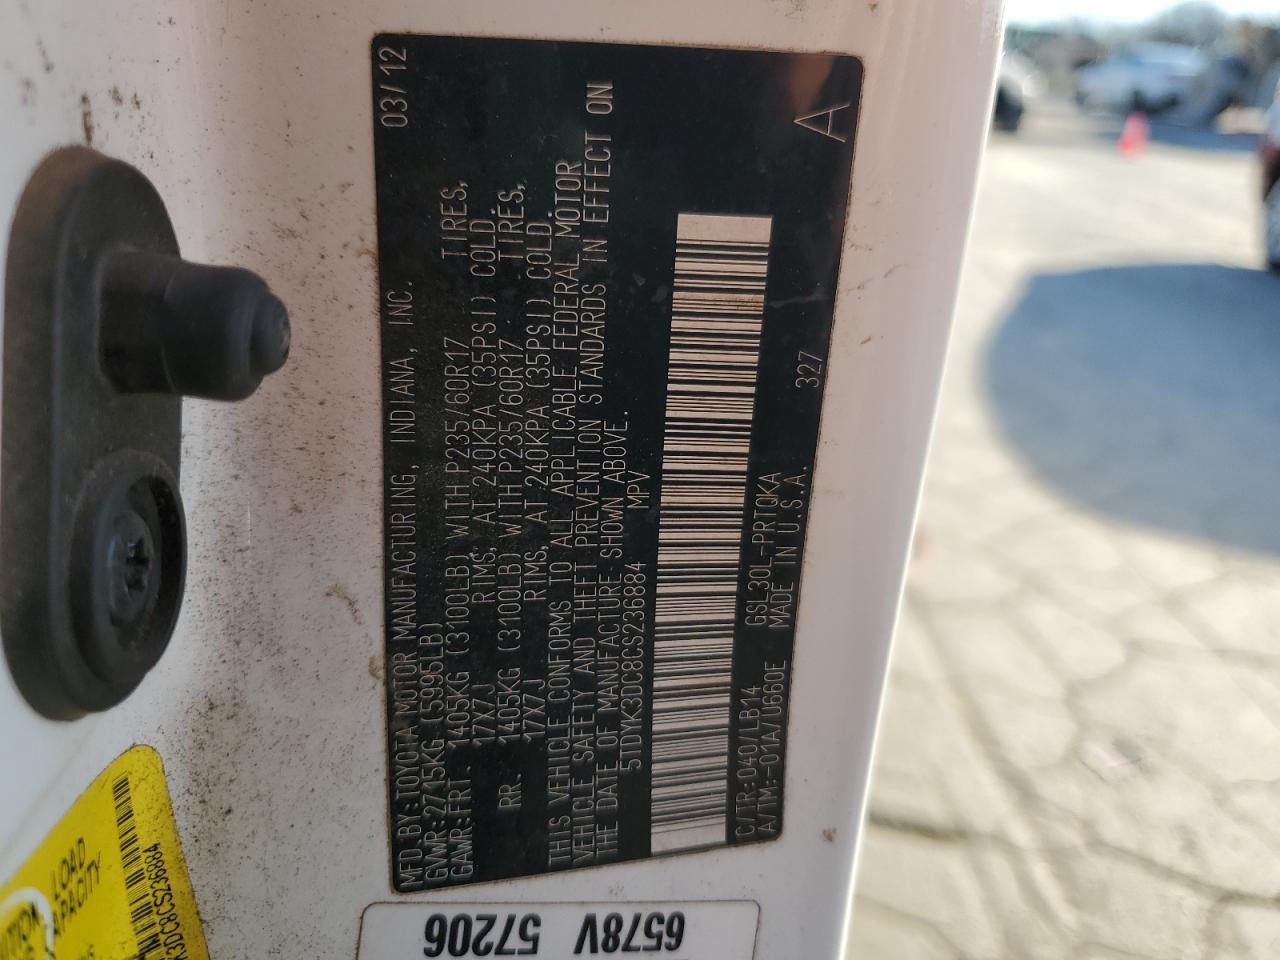 MFD.BY:TOYOTA MOTOR MANUFACTURING, INDIANA, INC. 03/12
GVWR:2715KG(5995LB)
GAWR:FRT. 1405KG (3100LB) WITH P235/60R17 TIRES,
17X7J RIMS, AT 240KPA (35PSI) COLD.
RR. 1405KG (3100LB) WITH P235/60R17 TIRES,
17X7J RIMS, AT 240KPA (35PSI) COLD.
THIS VEHICLE CONFORMS TO ALL APPLICABLE FEDERAL MOTOR
VEHICLE SAFETY AND THEFT PREVENTION STANDARDS IN EFFECT ON
THE DATE OF MANUFACTURE SHOWN ABOVE.
5TDYK3DC8CS236884 MPV
C/TR:040/LB14 GSL30L-PRTQKA 327
A/TM:-01A/U660E MADE IN U.S.A. A
6578V
57206
LOAD